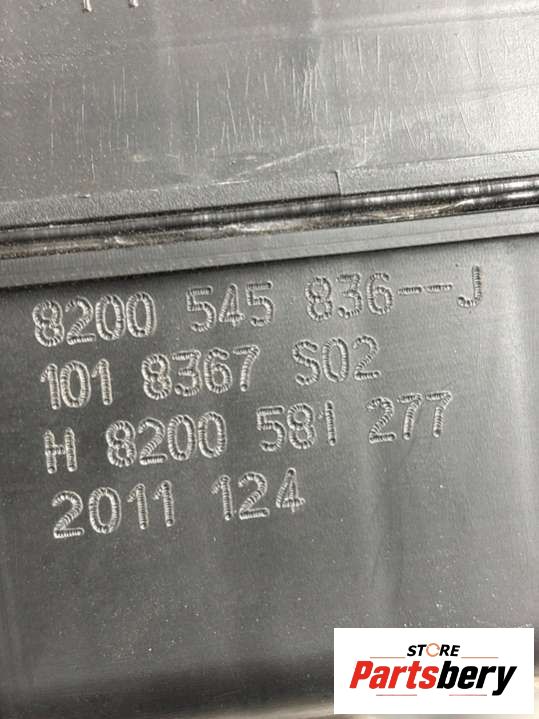 8200 545 836--J
101 8367 S02
H 8200 581 277
2011 124
STORE
Partsbery